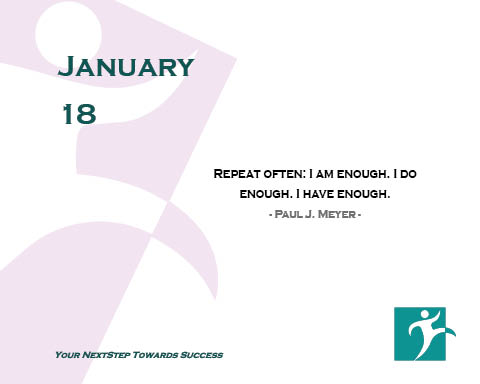 January
18
Repeat often: I am enough. I do
enough. I have enough.
- Paul J. Meyer -
Your NextStep Towards Success